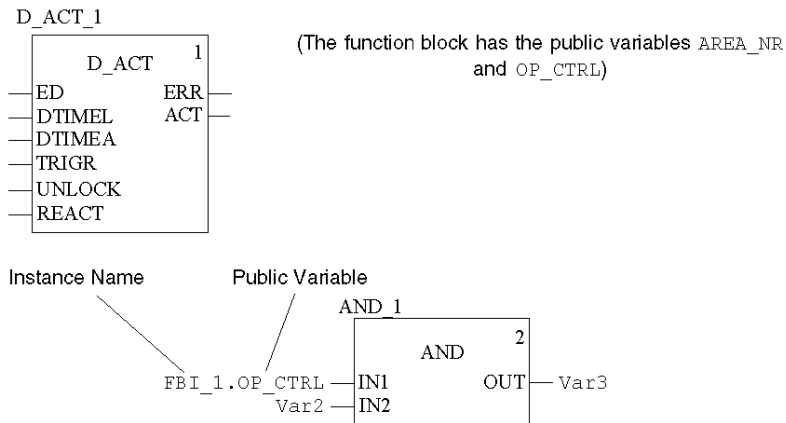 D_ACT_1
D_ACT 1
(The function block has the public variables AREA_NR
and OP_CTRL)
ED ERR
DTIMEL ACT
DTIMEA
TRIGR
UNLOCK
REACT
Instance Name Public Variable
AND_1
AND 2
FBI_1.OP_CTRL IN1 OUT Var3
Var2 IN2